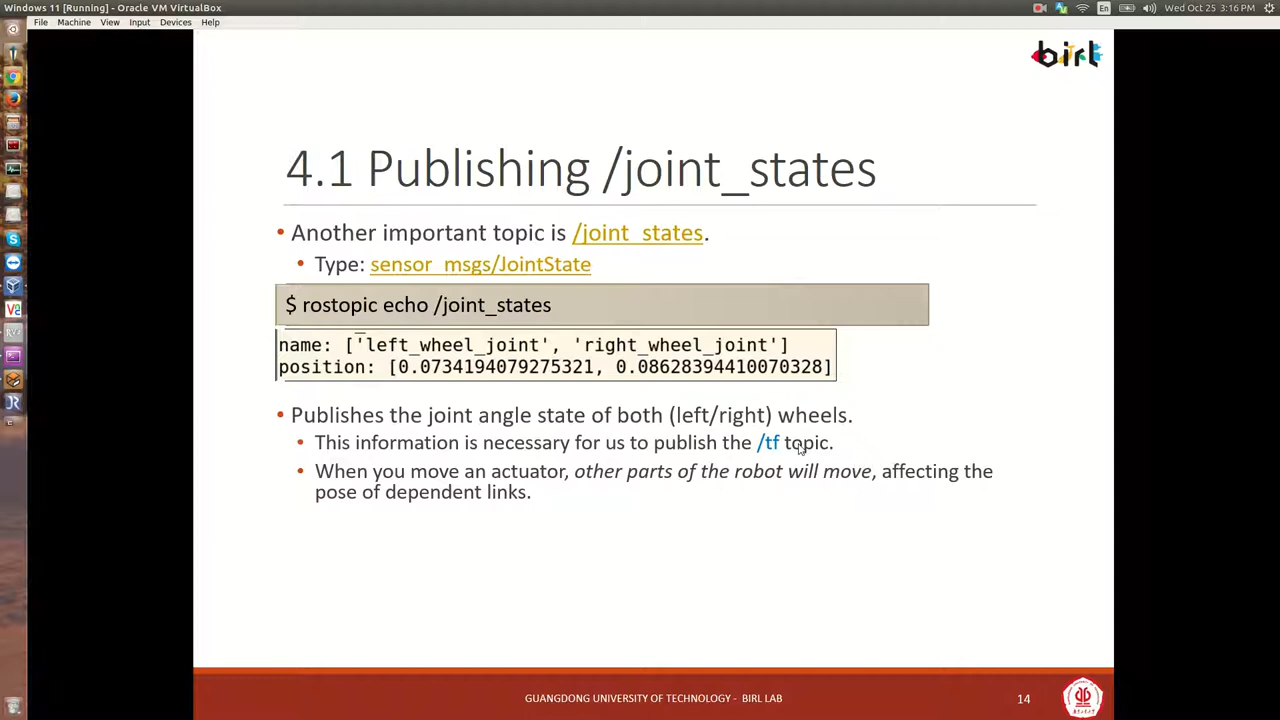 Windows 11 [Running] - Oracle VM VirtualBox
En
Wed Oct 25 3:16 PM
File Machine View Input Devices Help
birl
4.1 Publishing /joint_states
• Another important topic is /joint_states.
• Type: sensor_msgs/JointState
$ rostopic echo /joint_states
name: ['left_wheel_joint', 'right_wheel_joint']
position: [0.0734194079275321, 0.08628394410070328]
• Publishes the joint angle state of both (left/right) wheels.
• This information is necessary for us to publish the /tf topic.
• When you move an actuator, other parts of the robot will move, affecting the
pose of dependent links.
GUANGDONG UNIVERSITY OF TECHNOLOGY - BIRL LAB
14